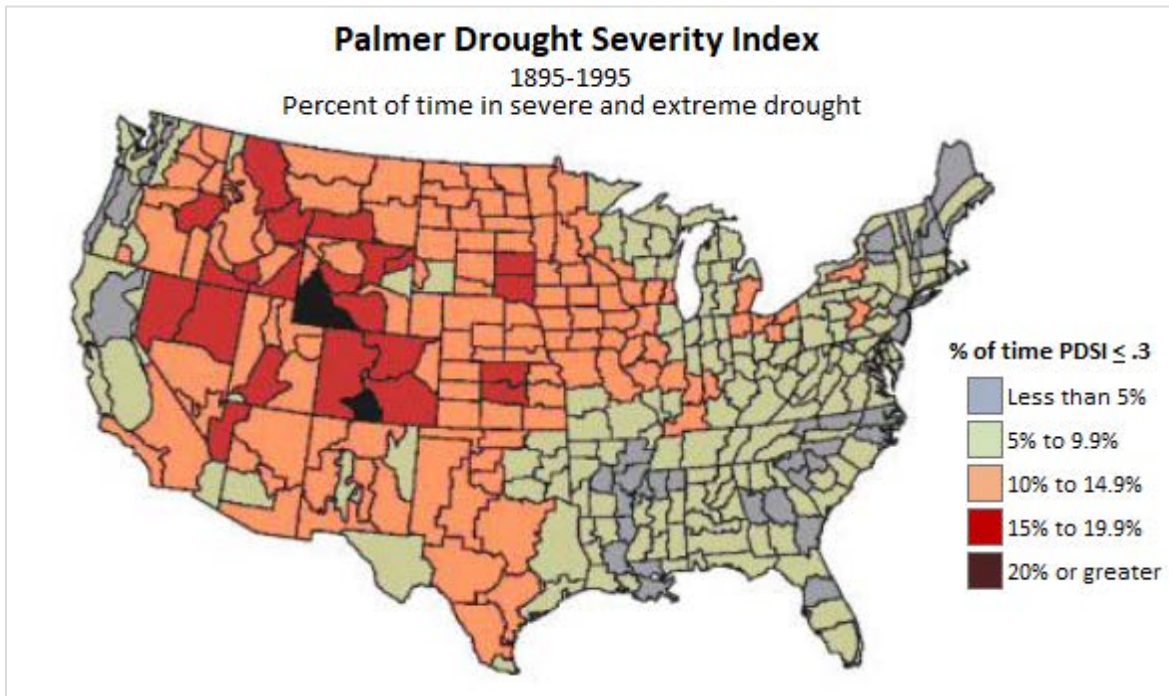 Palmer Drought Severity Index
1895-1995
Percent of time in severe and extreme drought
% of time PDSI ≤ .3
Less than 5%
5% to 9.9%
10% to 14.9%
15% to 19.9%
20% or greater